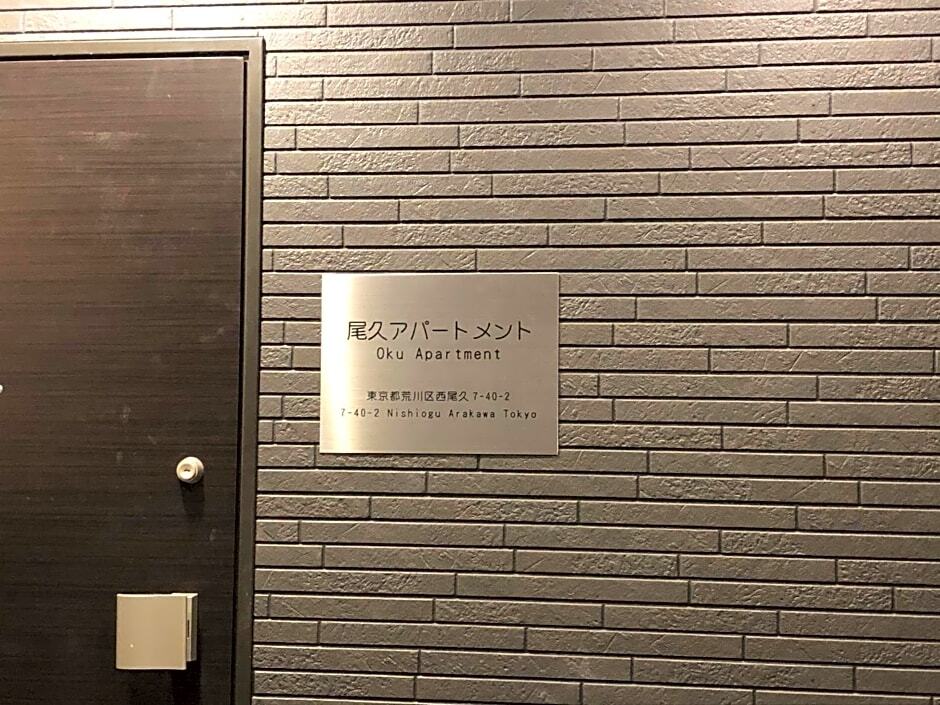 尾久アパートメント
Oku Apartment
東京都荒川区西尾久7-40-2
7-40-2 Nishiogu Arakawa Tokyo